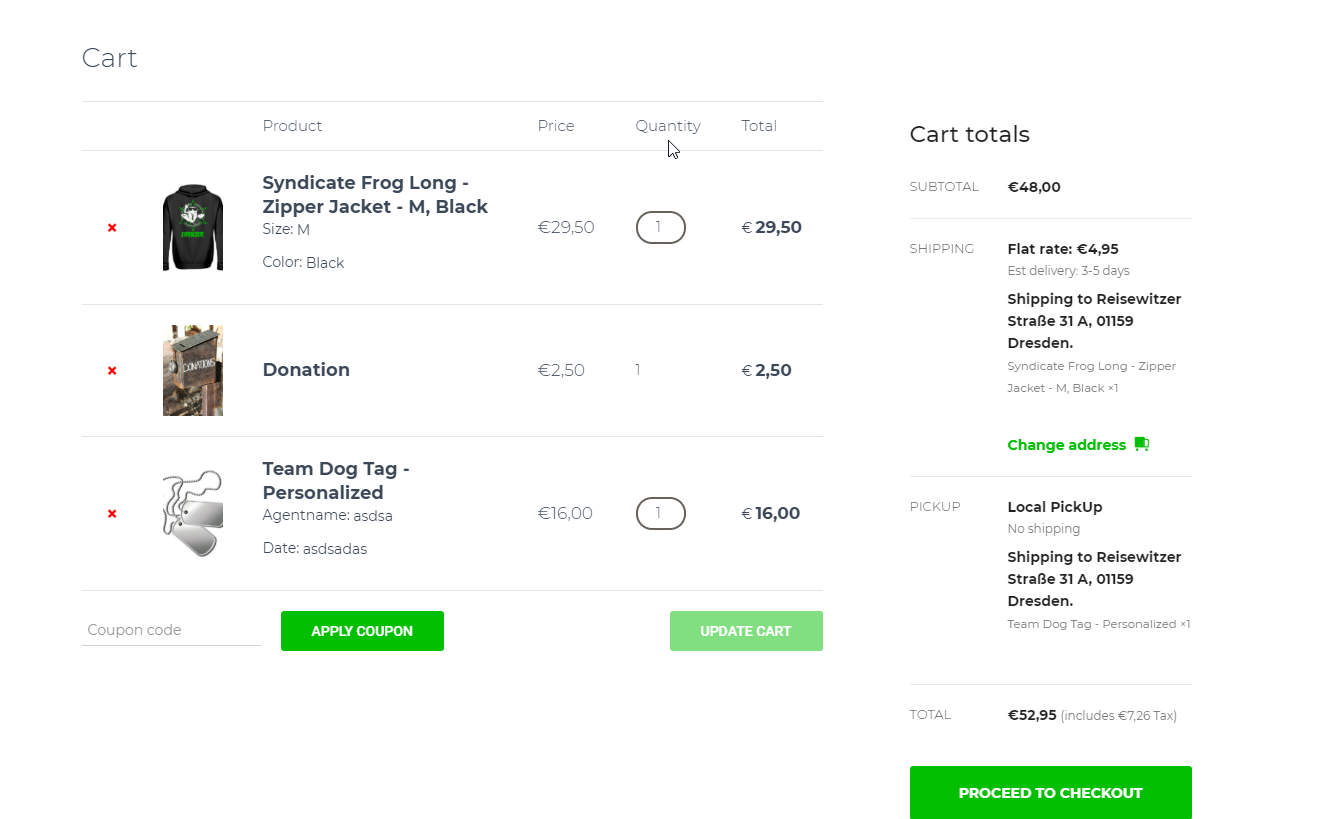 Cart
Product Price Quantity Total
Syndicate Frog Long -
Zipper Jacket - M, Black
Size: M
Color: Black
€29,50 1 € 29,50
DONATIONS
Donation €2,50 1 € 2,50
Team Dog Tag -
Personalized
Agentname: asdsa
Date: asdsadas
€16,00 1 € 16,00
Coupon code APPLY COUPON UPDATE CART
Cart totals
SUBTOTAL €48,00
SHIPPING Flat rate: €4,95
Est delivery: 3-5 days
Shipping to Reisewitzer
Straße 31 A, 01159
Dresden.
Syndicate Frog Long - Zipper
Jacket - M, Black ×1
Change address
PICKUP Local PickUp
No shipping
Shipping to Reisewitzer
Straße 31 A, 01159
Dresden.
Team Dog Tag - Personalized ×1
TOTAL €52,95 (includes €7,26 Tax)
PROCEED TO CHECKOUT